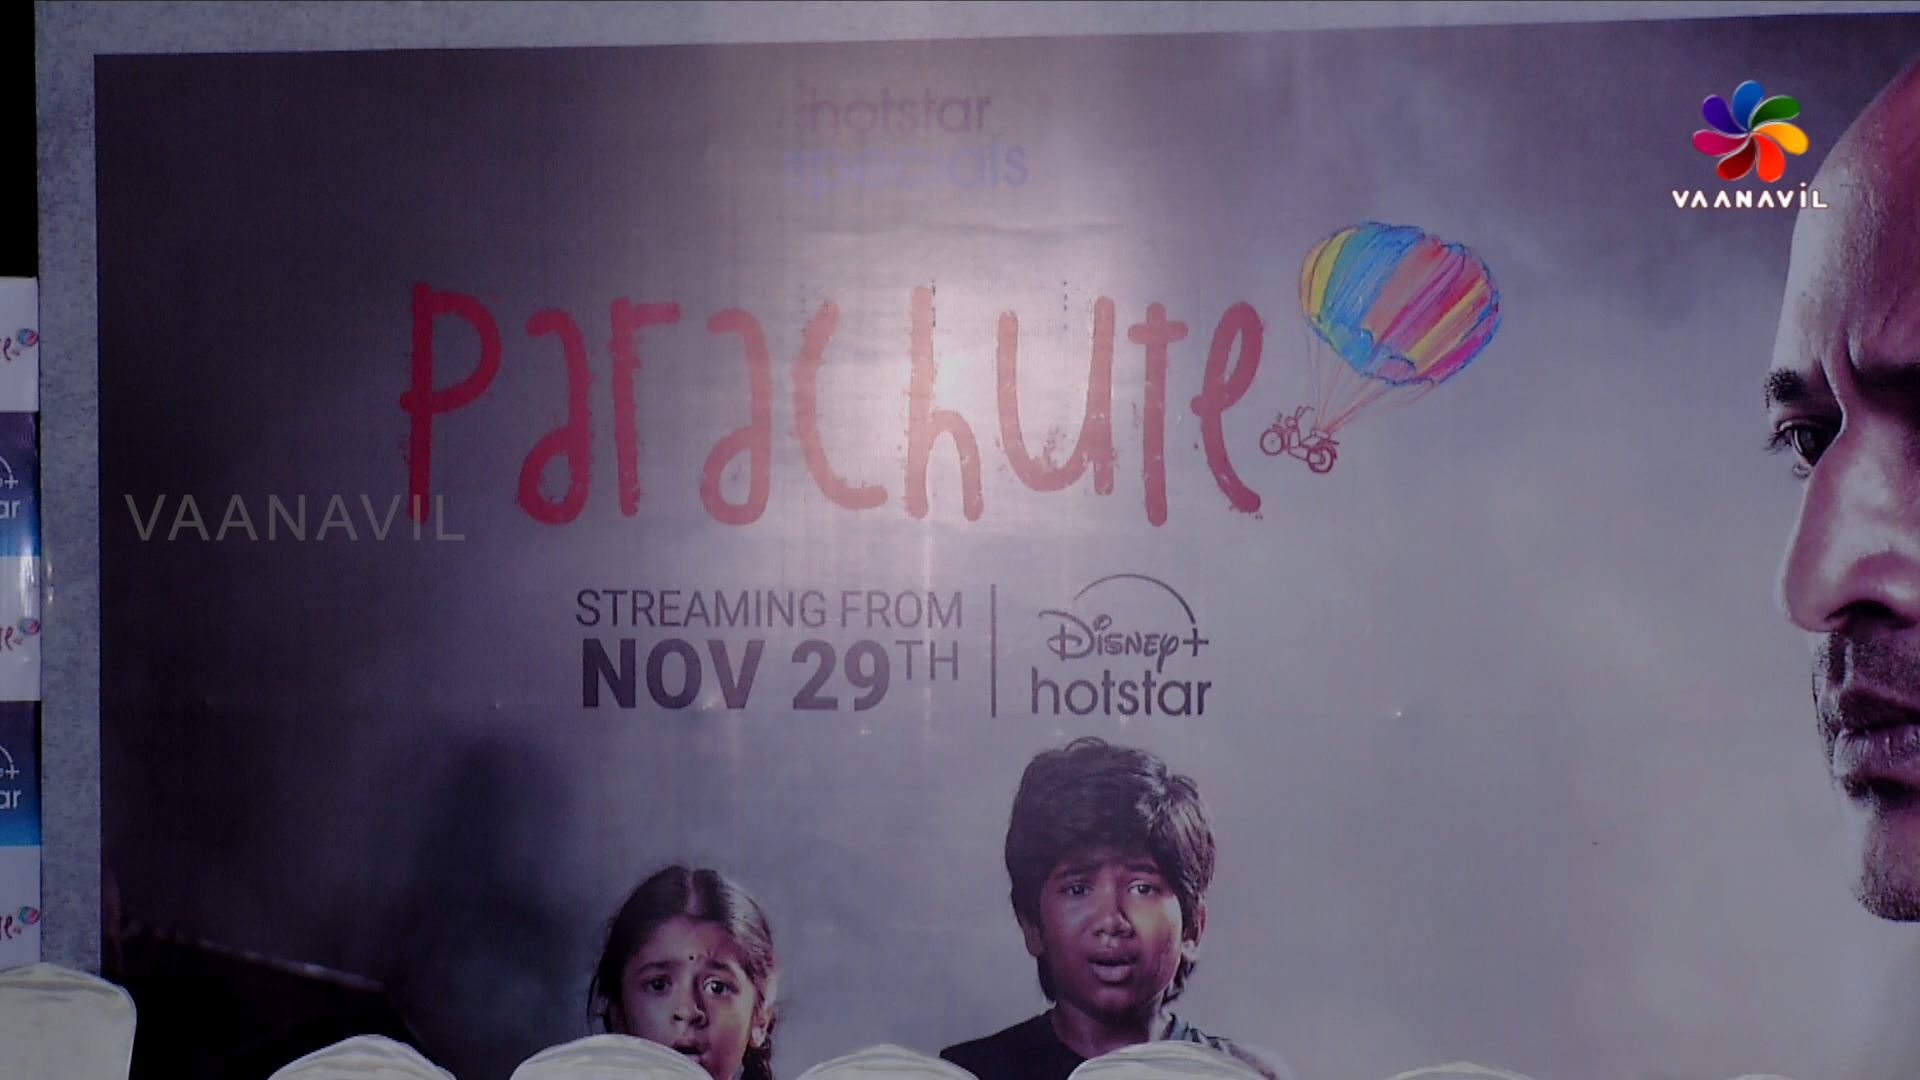 hotstar
specials
VAANAVIL
Parachute
VAANAVIL
STREAMING FROM
NOV 29TH
Disney+
hotstar